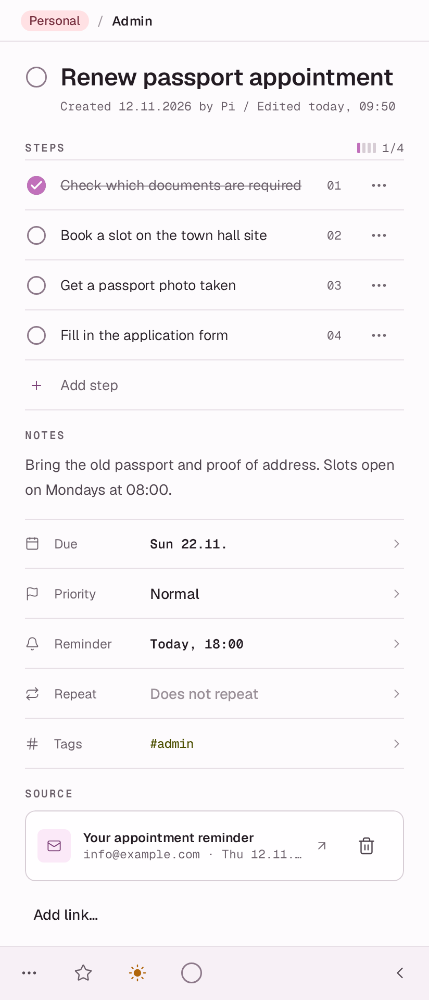 Personal / Admin
Renew passport appointment
Created 12.11.2026 by Pi / Edited today, 09:50
STEPS 1/4
Check which documents are required 01
Book a slot on the town hall site 02
Get a passport photo taken 03
Fill in the application form 04
Add step
NOTES
Bring the old passport and proof of address. Slots open
on Mondays at 08:00.
Due Sun 22.11.
Priority Normal
Reminder Today, 18:00
Repeat Does not repeat
Tags #admin
SOURCE
Your appointment reminder
info@example.com · Thu 12.11.…
Add link…